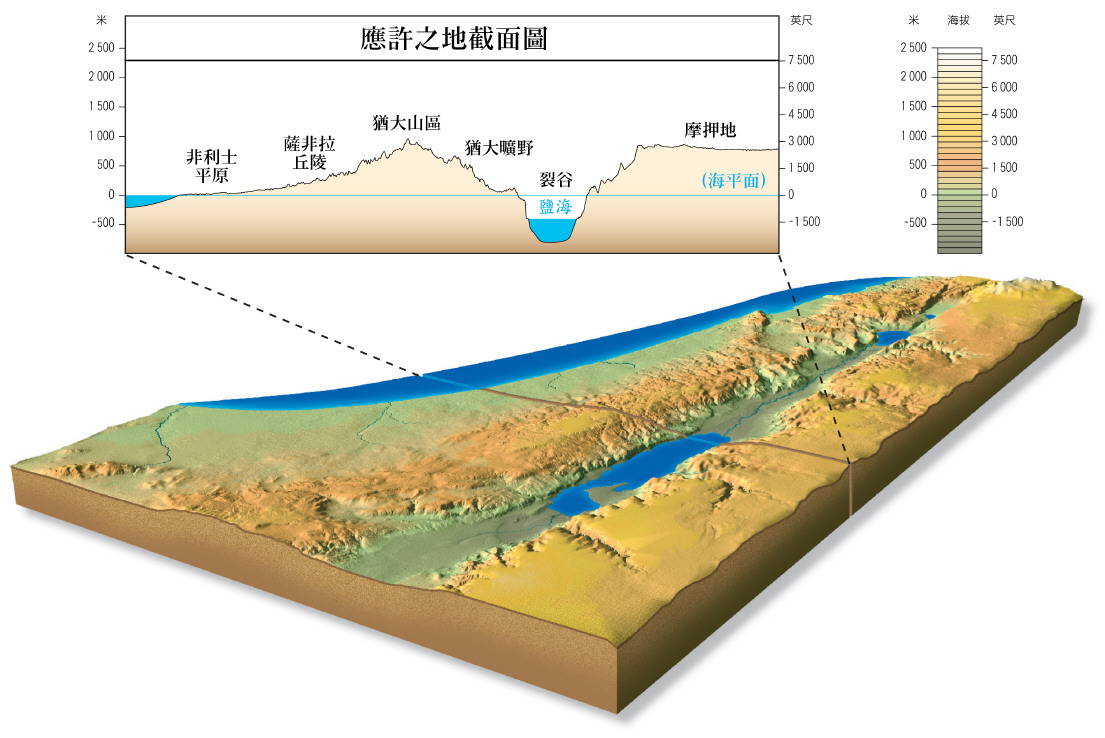 應許之地截面圖
米
2 500
2 000
1 500
1 000
500
0
-500
英尺
7 500
6 000
4 500
3 000
1 500
0
-1 500
非利士
平原
薩非拉
丘陵
猶大山區
猶大曠野
裂谷
鹽海
摩押地
(海平面)
米 海拔 英尺
2 500
2 000
1 500
1 000
500
0
-500
7 500
6 000
4 500
3 000
1 500
0
-1 500